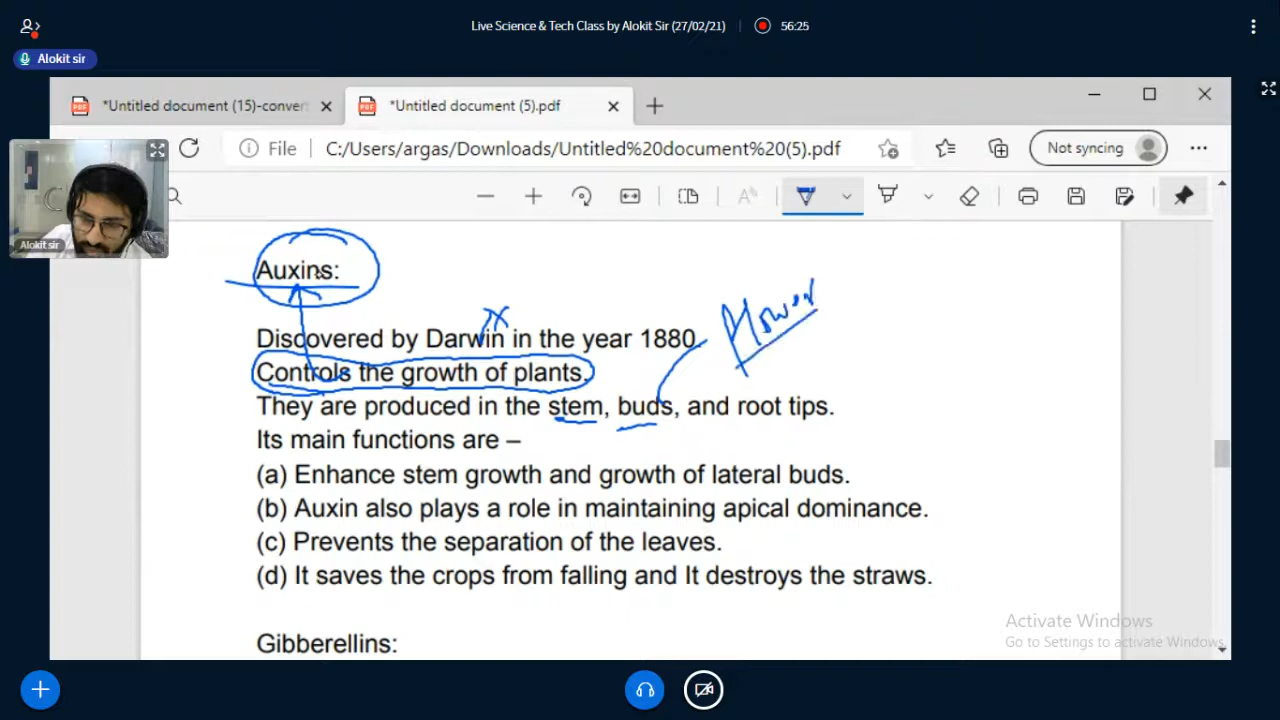 Live Science & Tech Class by Alokit Sir (27/02/21) 56:25
Alokit sir
*Untitled document (15)-conver
*Untitled document (5).pdf
File C:/Users/argas/Downloads/Untitled%20document%20(5).pdf
Not syncing
Alokit sir
Auxins:
Discovered by Darwin in the year 1880
Flower
Controls the growth of plants.
They are produced in the stem, buds, and root tips.
Its main functions are –
(a) Enhance stem growth and growth of lateral buds.
(b) Auxin also plays a role in maintaining apical dominance.
(c) Prevents the separation of the leaves.
(d) It saves the crops from falling and It destroys the straws.
Gibberellins:
Activate Windows
Go to Settings to activate Windows.